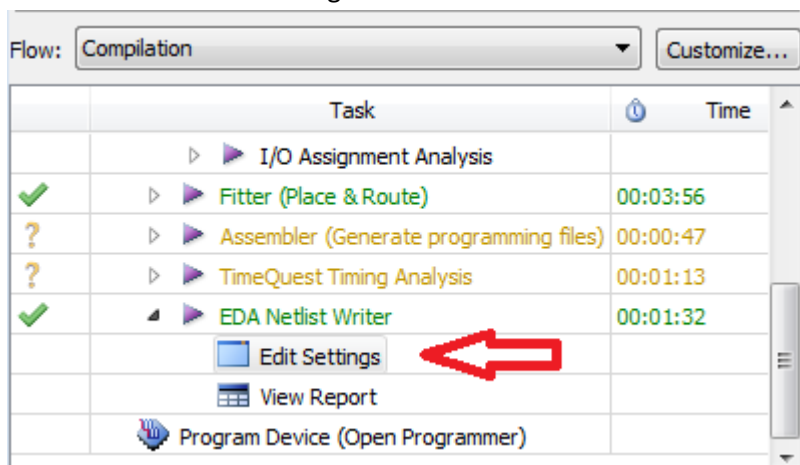 Flow: Compilation Customize...
Task Time
I/O Assignment Analysis
Fitter (Place & Route) 00:03:56
? Assembler (Generate programming files) 00:00:47
? TimeQuest Timing Analysis 00:01:13
EDA Netlist Writer 00:01:32
Edit Settings
View Report
Program Device (Open Programmer)